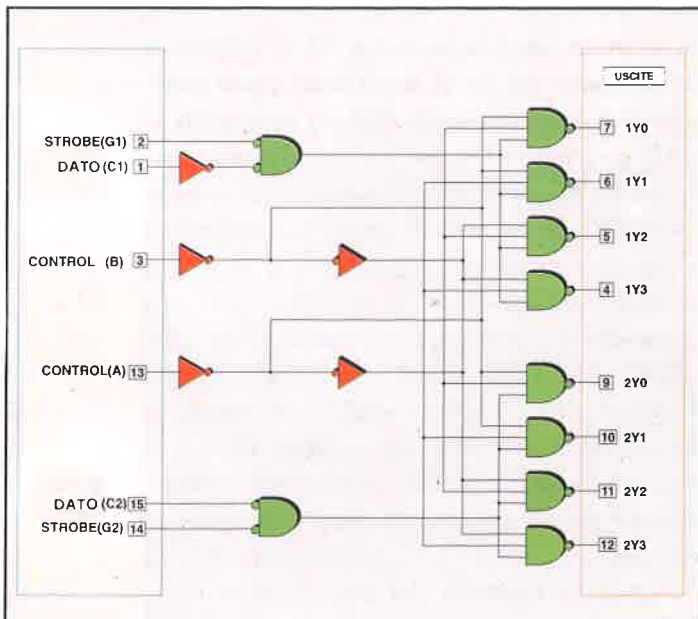 USCITE
STROBE(G1) 2
DATO (C1) 1
CONTROL (B) 3
CONTROL(A) 13
DATO (C2) 15
STROBE(G2) 14
7 1Y0
6 1Y1
5 1Y2
4 1Y3
9 2Y0
10 2Y1
11 2Y2
12 2Y3